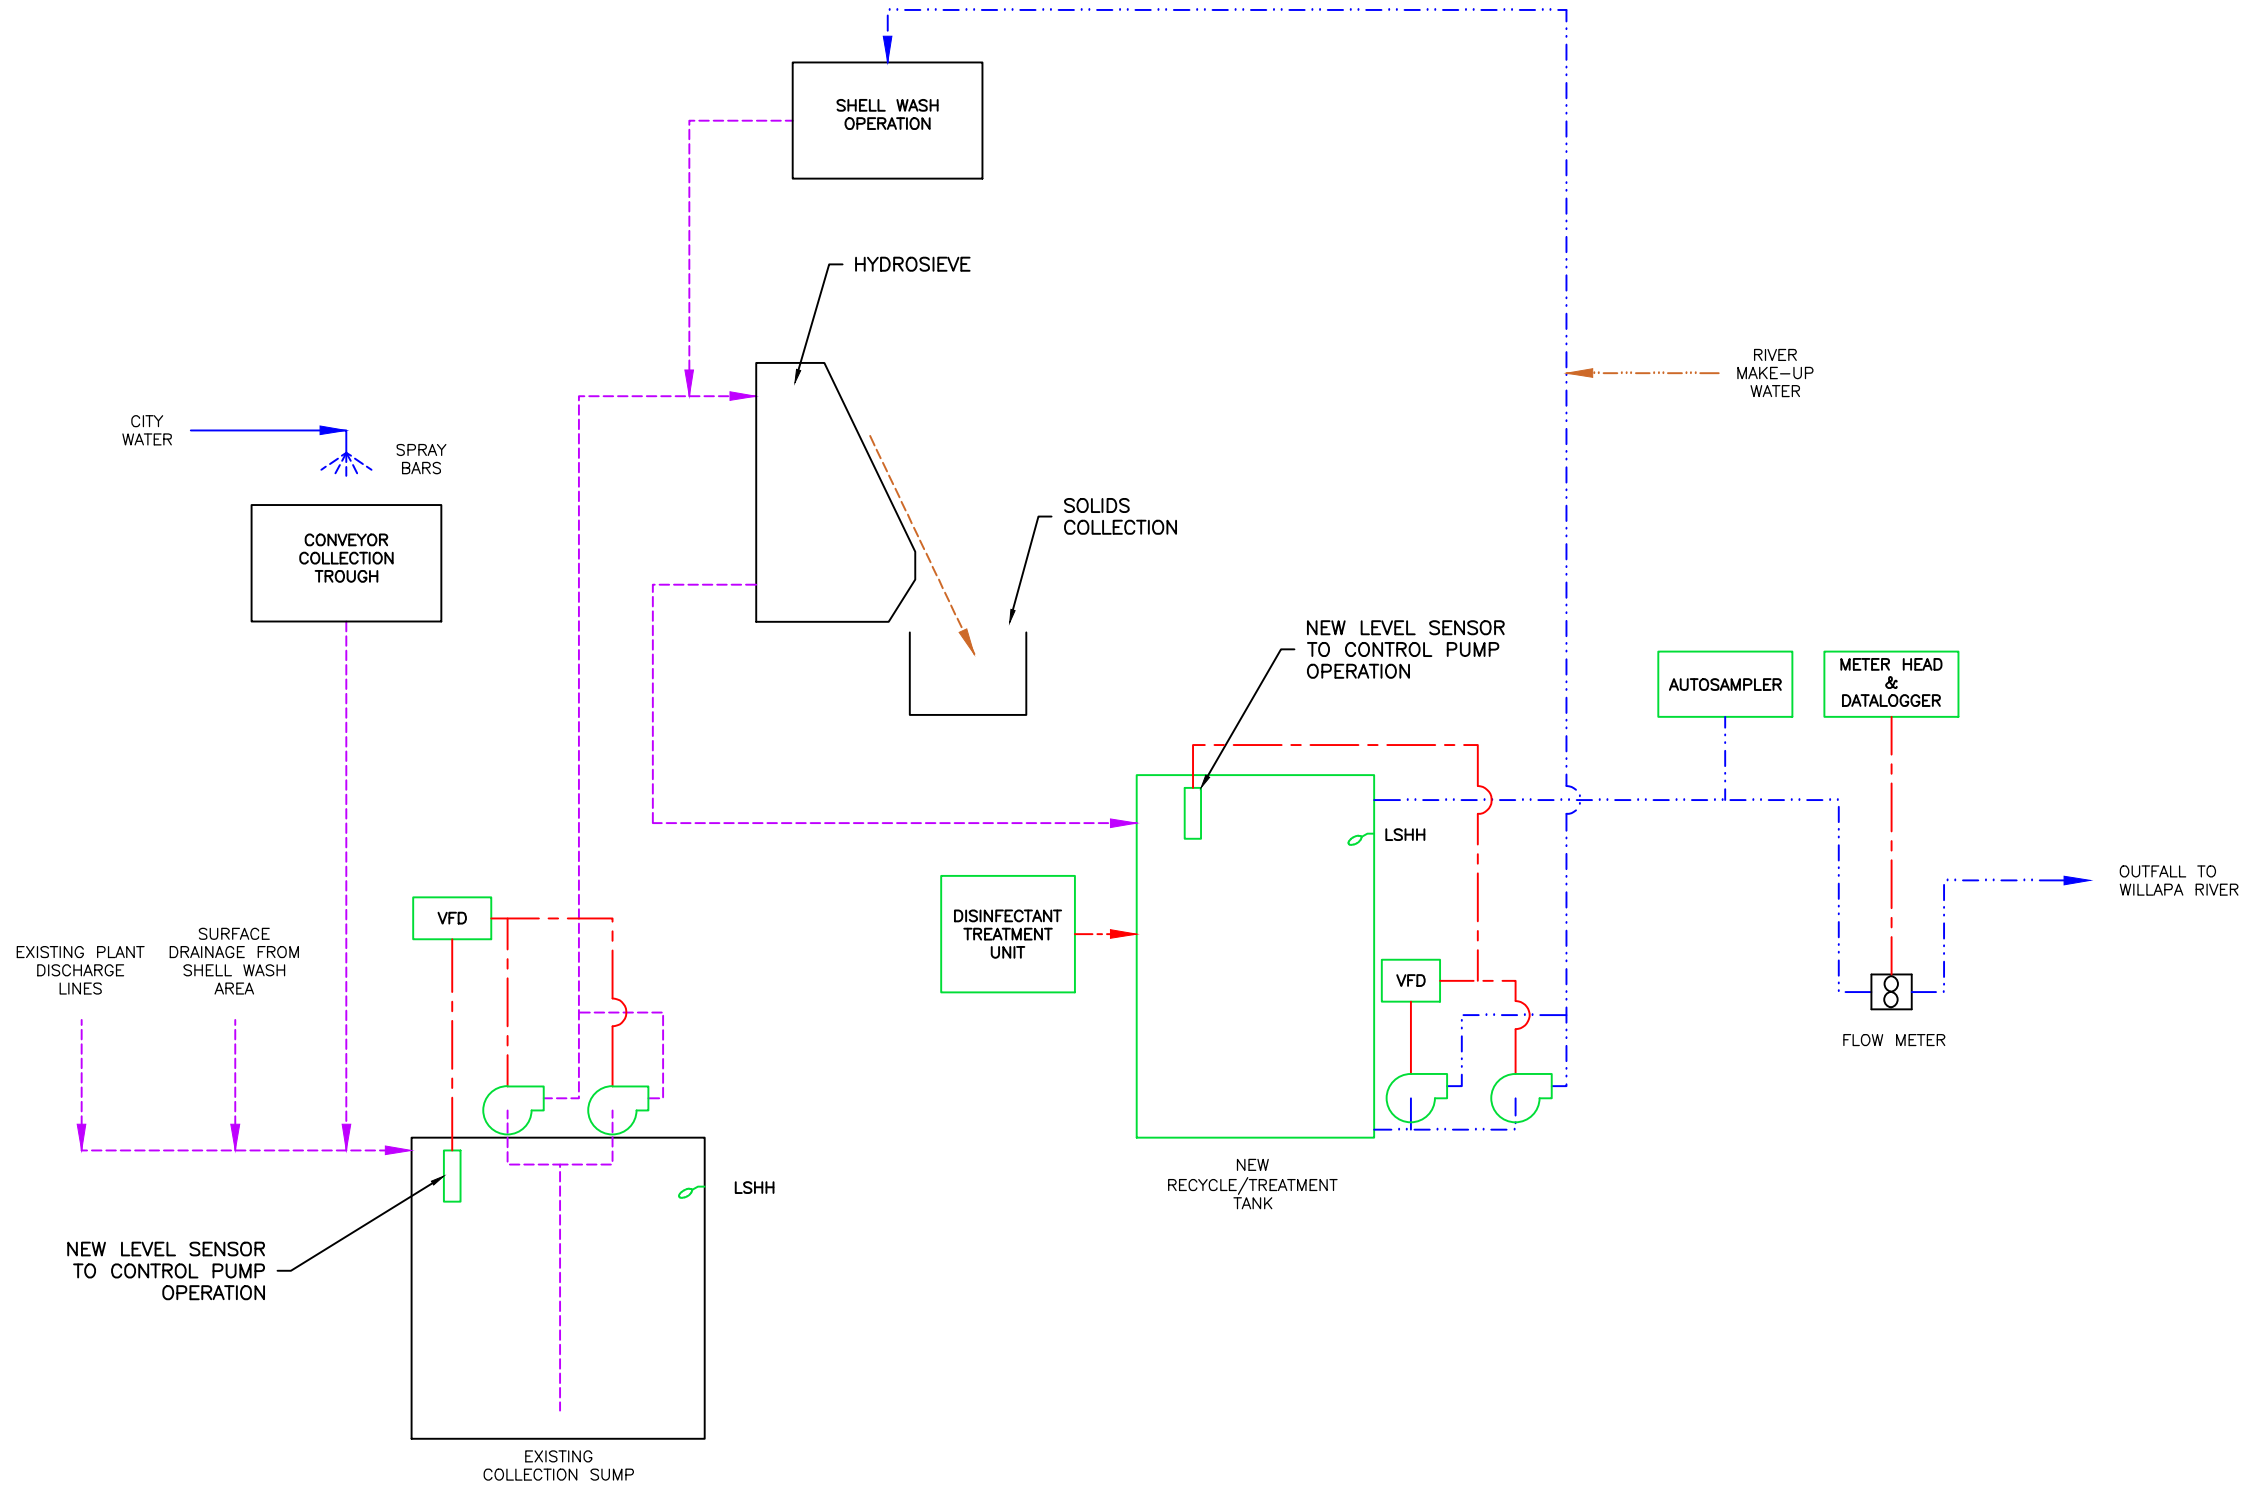 SHELL WASH
OPERATION
HYDROSIEVE
RIVER
MAKE-UP
WATER
CITY
WATER
SPRAY
BARS
SOLIDS
COLLECTION
CONVEYOR
COLLECTION
TROUGH
NEW LEVEL SENSOR
TO CONTROL PUMP
OPERATION
AUTOSAMPLER
METER HEAD
&
DATALOGGER
LSHH
OUTFALL TO
WILLAPA RIVER
DISINFECTANT
TREATMENT
UNIT
VFD
EXISTING PLANT
DISCHARGE
LINES
SURFACE
DRAINAGE FROM
SHELL WASH
AREA
VFD
FLOW METER
NEW
RECYCLE/TREATMENT
TANK
LSHH
NEW LEVEL SENSOR
TO CONTROL PUMP
OPERATION
EXISTING
COLLECTION SUMP